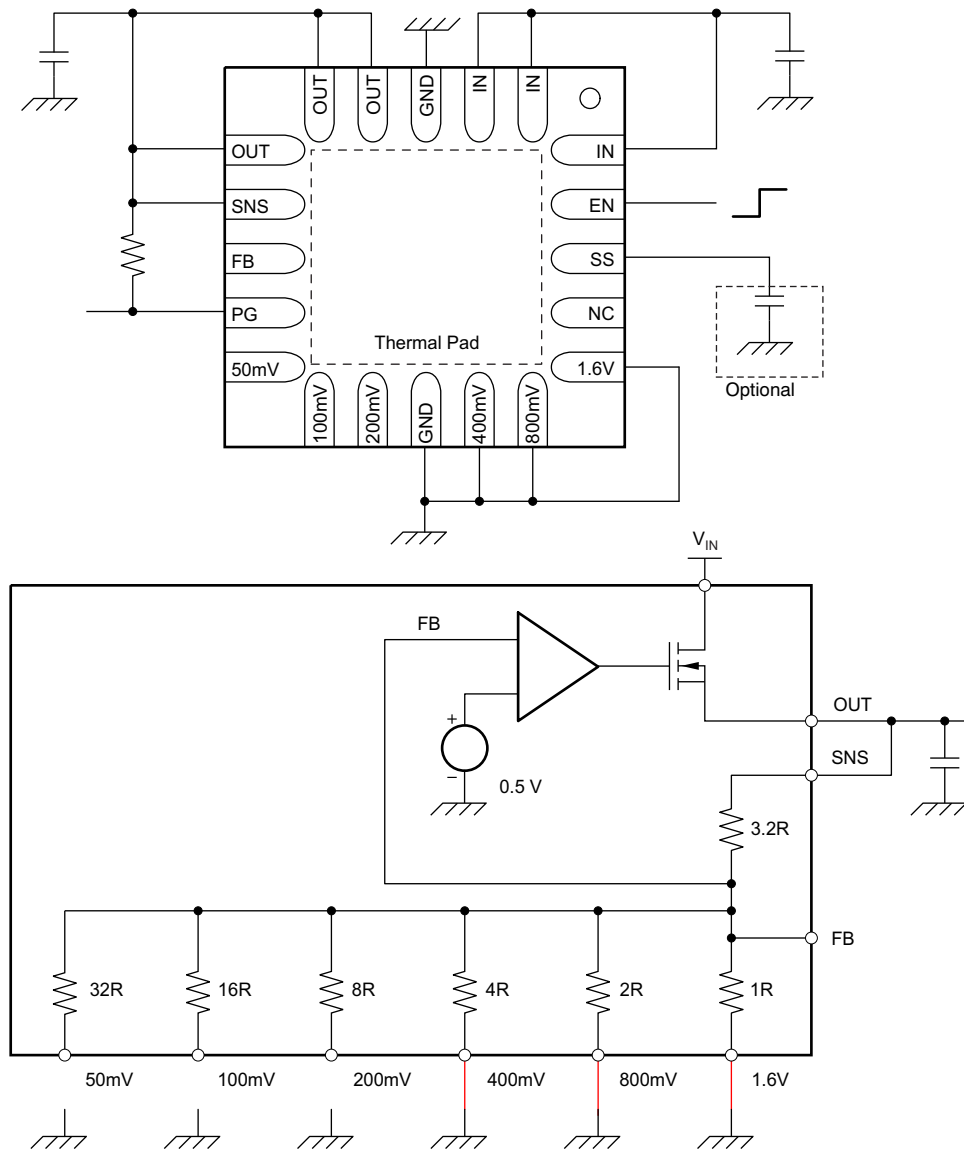 OUT
OUT
GND
IN
IN
OUT
SNS
FB
PG
50mV
IN
EN
SS
NC
1.6V
Thermal Pad
100mV
200mV
GND
400mV
800mV
Optional
VIN
FB
+
−
0.5 V
OUT
SNS
3.2R
FB
32R
16R
8R
4R
2R
1R
50mV
100mV
200mV
400mV
800mV
1.6V